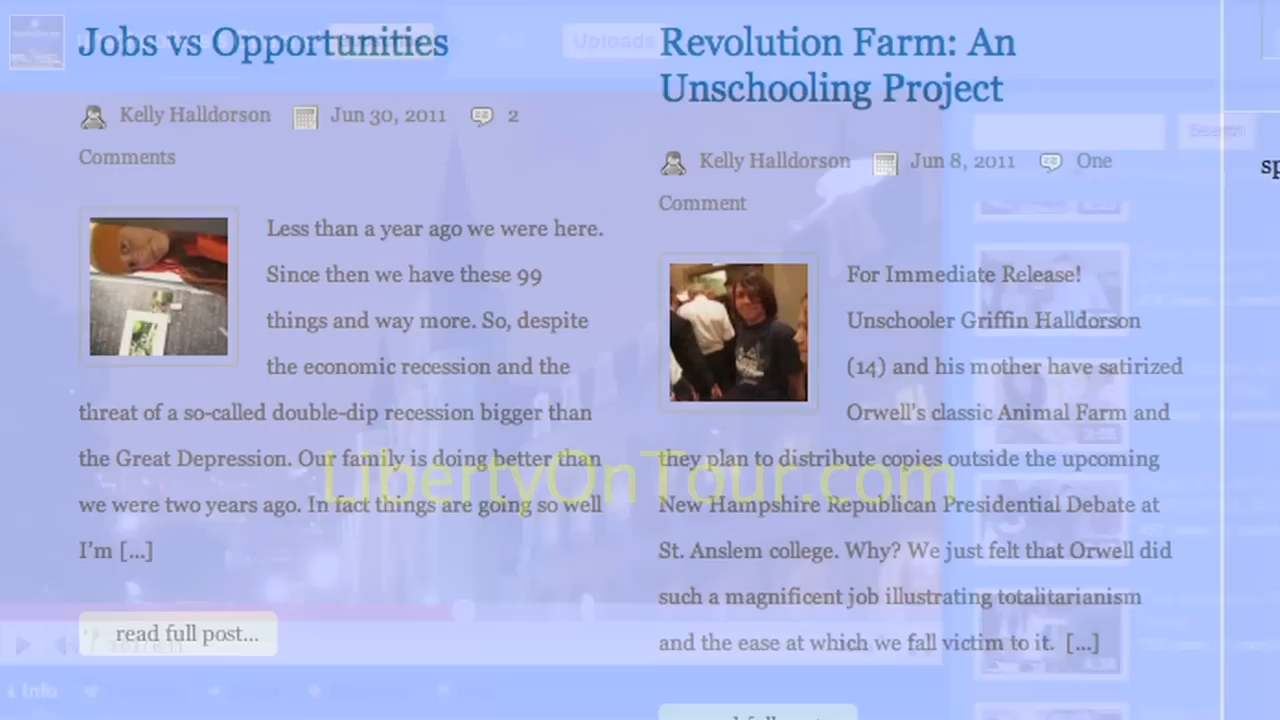 Jobs vs Opportunities
Kelly Halldorson Jun 30, 2011 2
Comments
Less than a year ago we were here.
Since then we have these 99
things and way more. So, despite
the economic recession and the
threat of a so-called double-dip recession bigger than
the Great Depression. Our family is doing better than
we were two years ago. In fact things are going so well
I'm [...]
read full post...
Revolution Farm: An
Unschooling Project
Kelly Halldorson Jun 8, 2011 One
Comment
For Immediate Release!
Unschooler Griffin Halldorson
(14) and his mother have satirized
Orwell's classic Animal Farm and
they plan to distribute copies outside the upcoming
New Hampshire Republican Presidential Debate at
St. Anslem college. Why? We just felt that Orwell did
such a magnificent job illustrating totalitarianism
and the ease at which we fall victim to it. [...]
Uploads
Search
sp
LibertyOnTour.com
Info